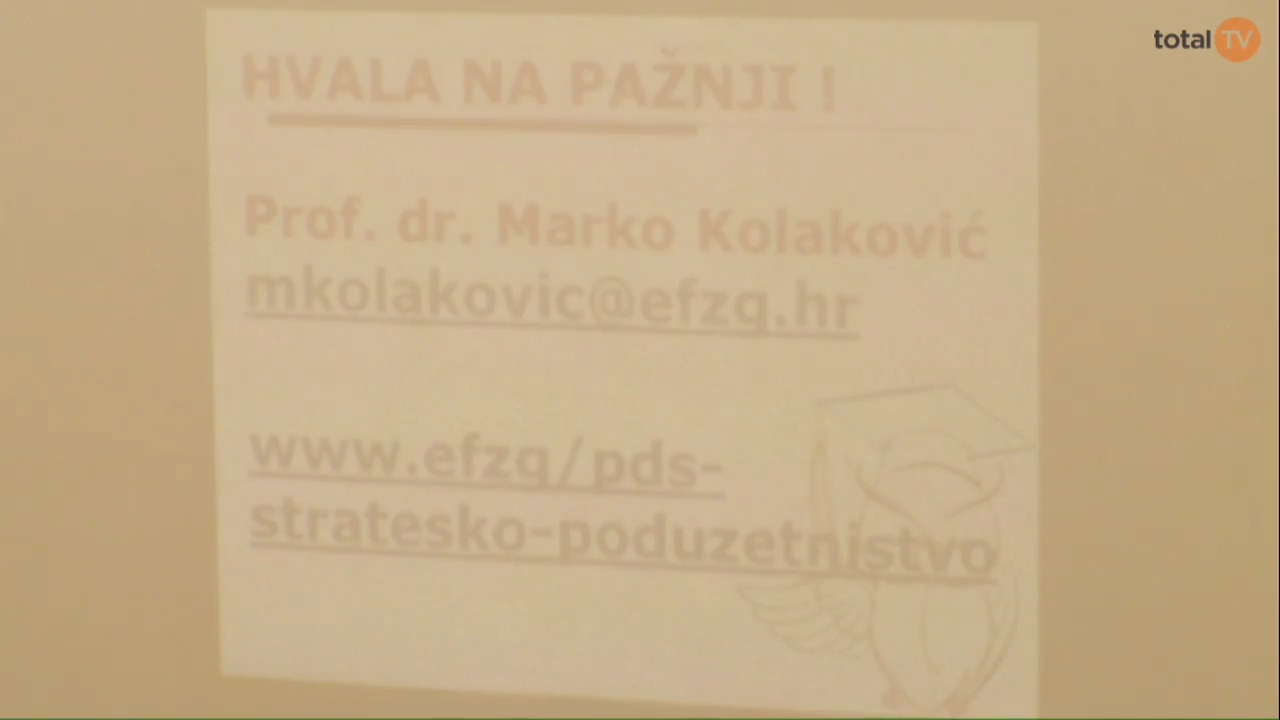 total TV
HVALA NA PAŽNJI !
Prof. dr. Marko Kolaković
mkolakovic@efzg.hr
www.efzg/pds-
stratesko-poduzetnistvo